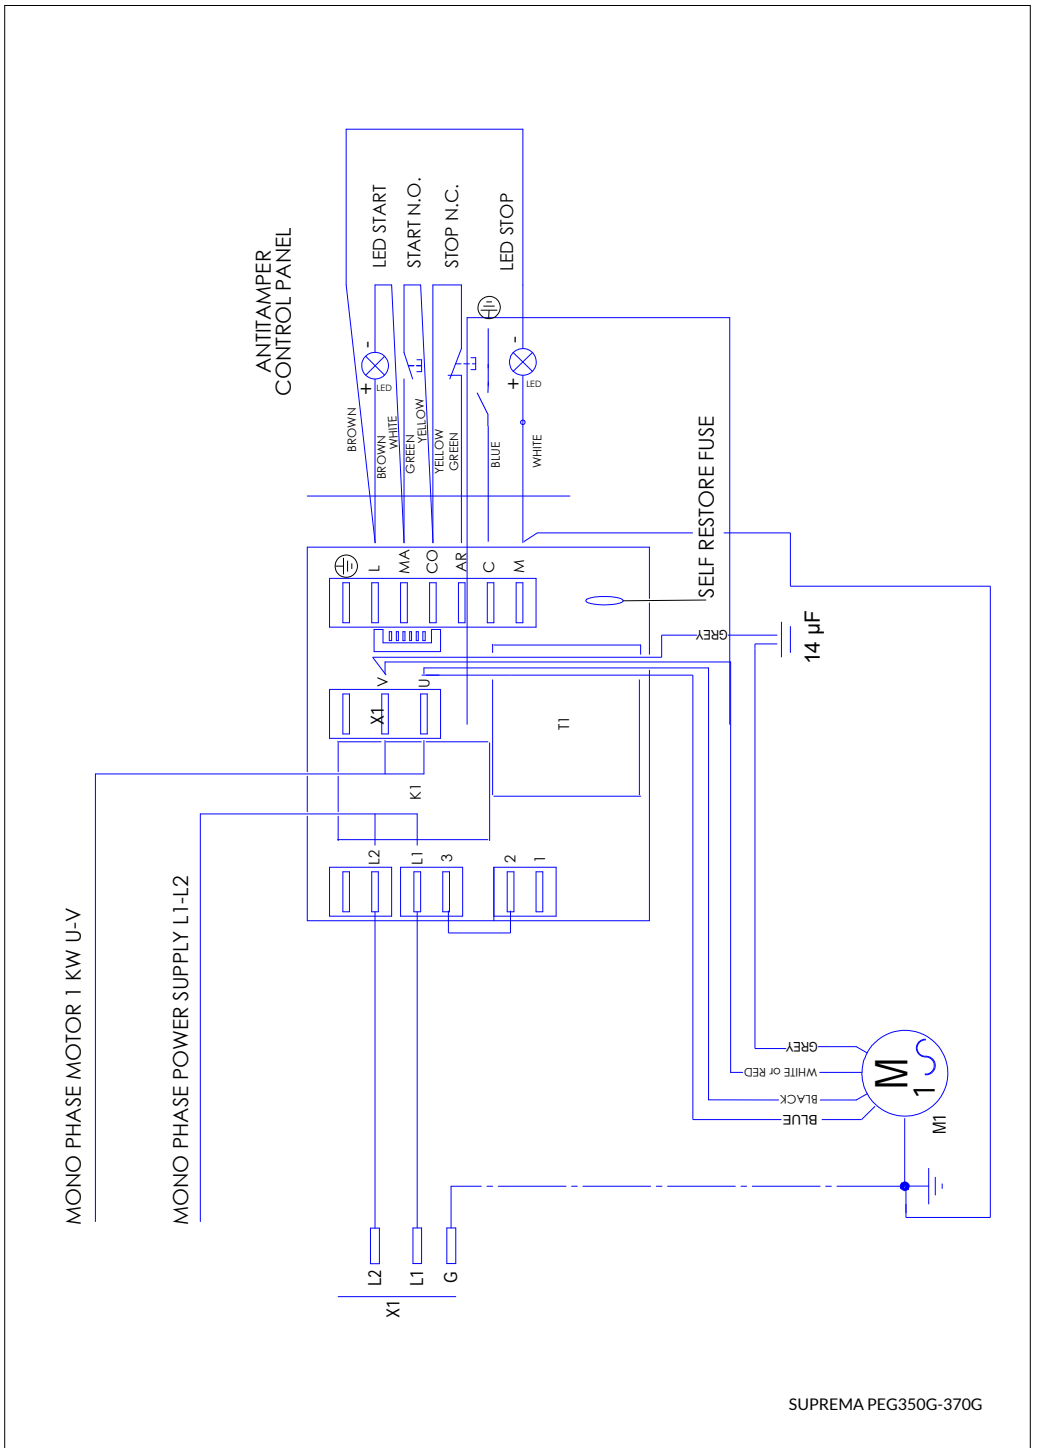 ANTITAMPER
CONTROL PANEL
LED START
START N.O.
STOP N.C.
LED STOP
- 
-
+
LED
+
LED
BROWN
BROWN
WHITE
GREEN
YELLOW
YELLOW
GREEN
BLUE
WHITE
SELF RESTORE FUSE
L
MA
CO
AR
C
M
GREY
14 µF
V
U
X1
T1
K1
L2
L1
3
2
1
MONO PHASE MOTOR 1 KW U-V
MONO PHASE POWER SUPPLY L1-L2
GREY
WHITE or RED
BLACK
BLUE
M
1
M1
L2
L1
G
X1
SUPREMA PEG350G-370G